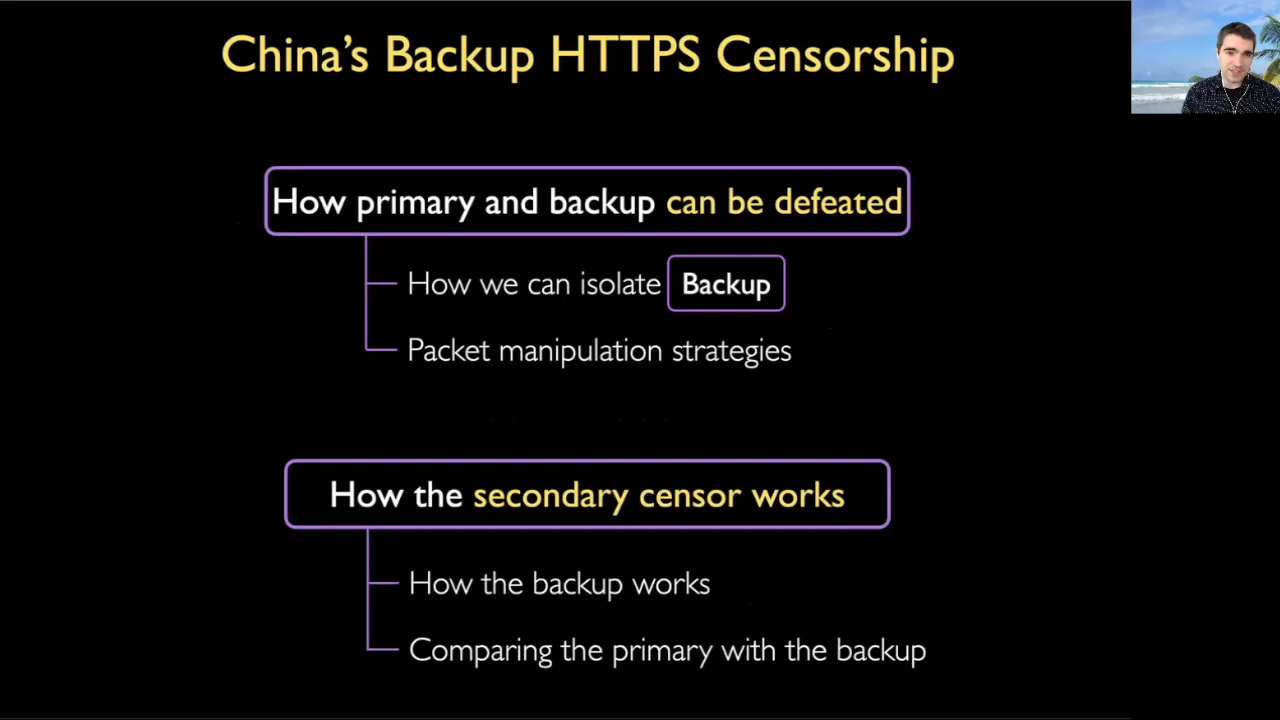 China's Backup HTTPS Censorship
How primary and backup can be defeated
How we can isolate Backup
Packet manipulation strategies
How the secondary censor works
How the backup works
Comparing the primary with the backup